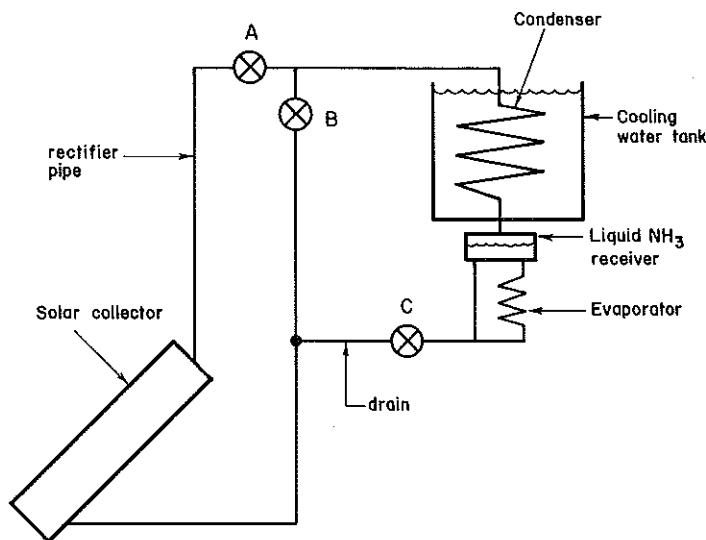 A
Condenser
B
Cooling
water tank
rectifier
pipe
Liquid NH3
receiver
Solar collector
C
Evaporator
drain